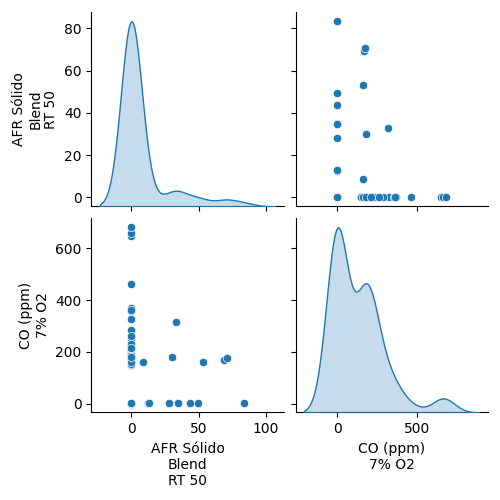 80
60
40
20
0
AFR Sólido
Blend
RT 50
600
400
200
0
CO (ppm)
7% O2
0
50
100
AFR Sólido
Blend
RT 50
0
500
CO (ppm)
7% O2